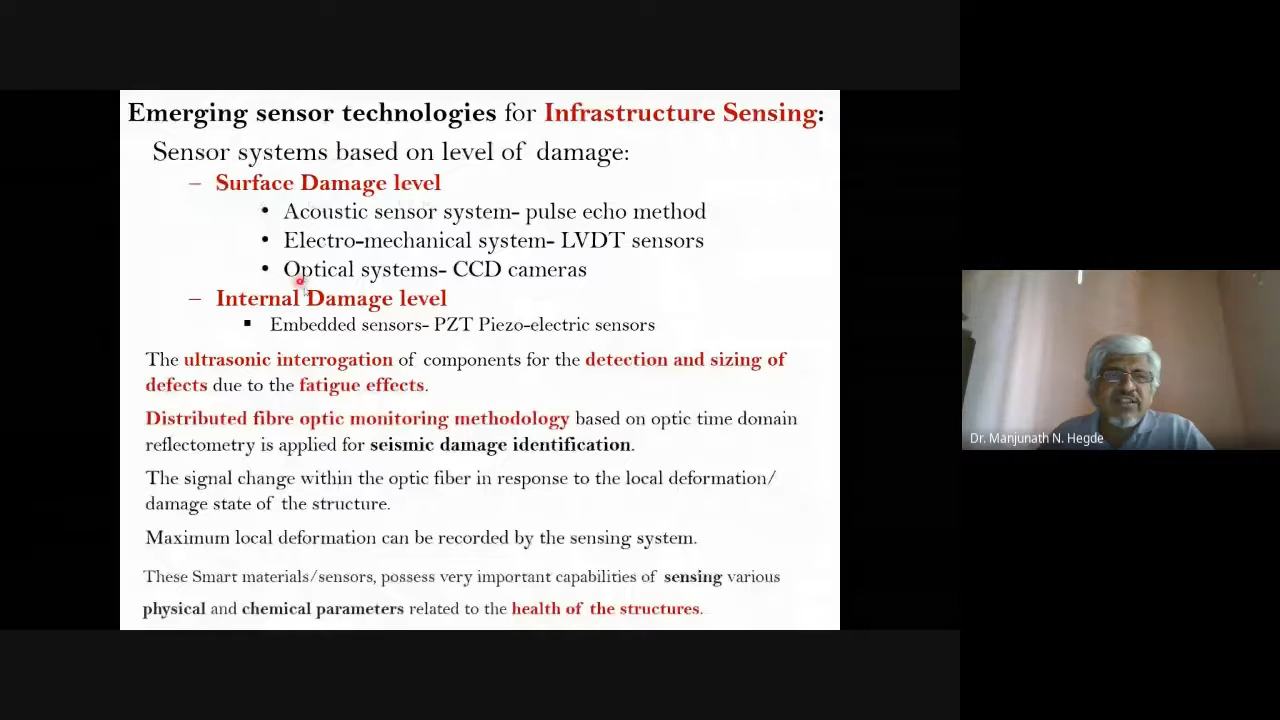 Emerging sensor technologies for Infrastructure Sensing:
Sensor systems based on level of damage:
– Surface Damage level
• Acoustic sensor system- pulse echo method
• Electro-mechanical system- LVDT sensors
• Optical systems- CCD cameras
– Internal Damage level
▪ Embedded sensors- PZT Piezo-electric sensors
The ultrasonic interrogation of components for the detection and sizing of
defects due to the fatigue effects.
Distributed fibre optic monitoring methodology based on optic time domain
reflectometry is applied for seismic damage identification.
The signal change within the optic fiber in response to the local deformation/
damage state of the structure.
Maximum local deformation can be recorded by the sensing system.
These Smart materials/sensors, possess very important capabilities of sensing various
physical and chemical parameters related to the health of the structures.
Dr. Manjunath N. Hegde